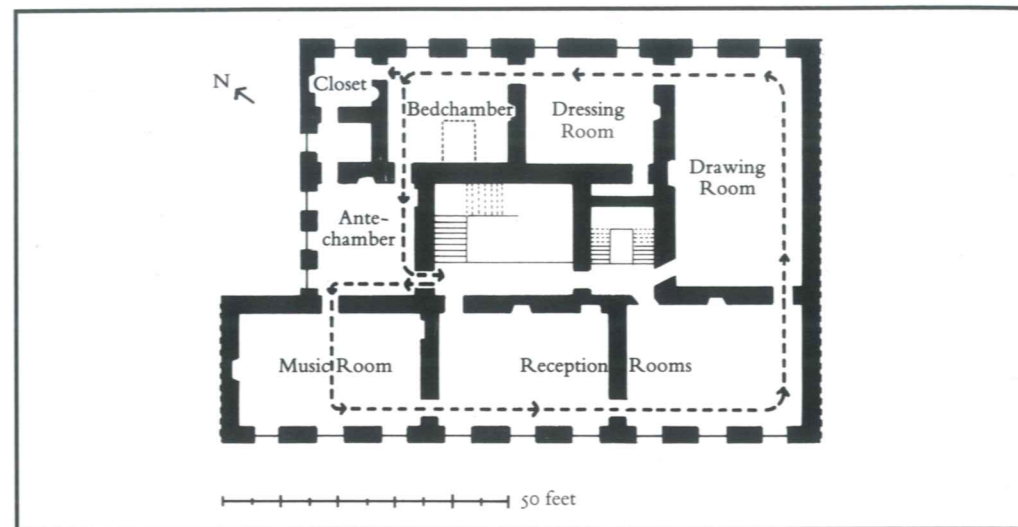 N
Closet
Bedchamber
Dressing
Room
Drawing
Room
Ante-
chamber
Music Room
Reception Rooms
50 feet